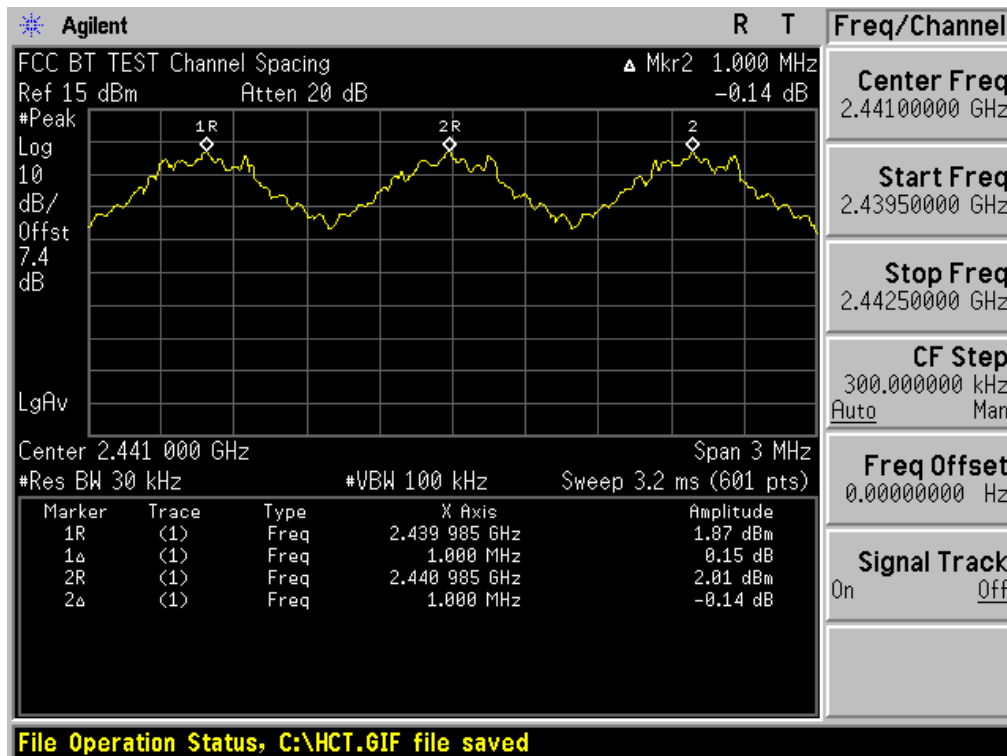 Agilent R T
FCC BT TEST Channel Spacing Δ Mkr2 1.000 MHz
Ref 15 dBm Atten 20 dB -0.14 dB
#Peak
Log
10
dB/
Offst
7.4
dB
LgAv
1R 2R 2
Center 2.441 000 GHz Span 3 MHz
#Res BW 30 kHz #VBW 100 kHz Sweep 3.2 ms (601 pts)
Marker Trace Type X Axis Amplitude
1R (1) Freq 2.439 985 GHz 1.87 dBm
1Δ (1) Freq 1.000 MHz 0.15 dB
2R (1) Freq 2.440 985 GHz 2.01 dBm
2Δ (1) Freq 1.000 MHz -0.14 dB
File Operation Status, C:\HCT.GIF file saved
Freq/Channel
Center Freq
2.44100000 GHz
Start Freq
2.43950000 GHz
Stop Freq
2.44250000 GHz
CF Step
300.000000 kHz
Auto Man
Freq Offset
0.00000000 Hz
Signal Track
On Off